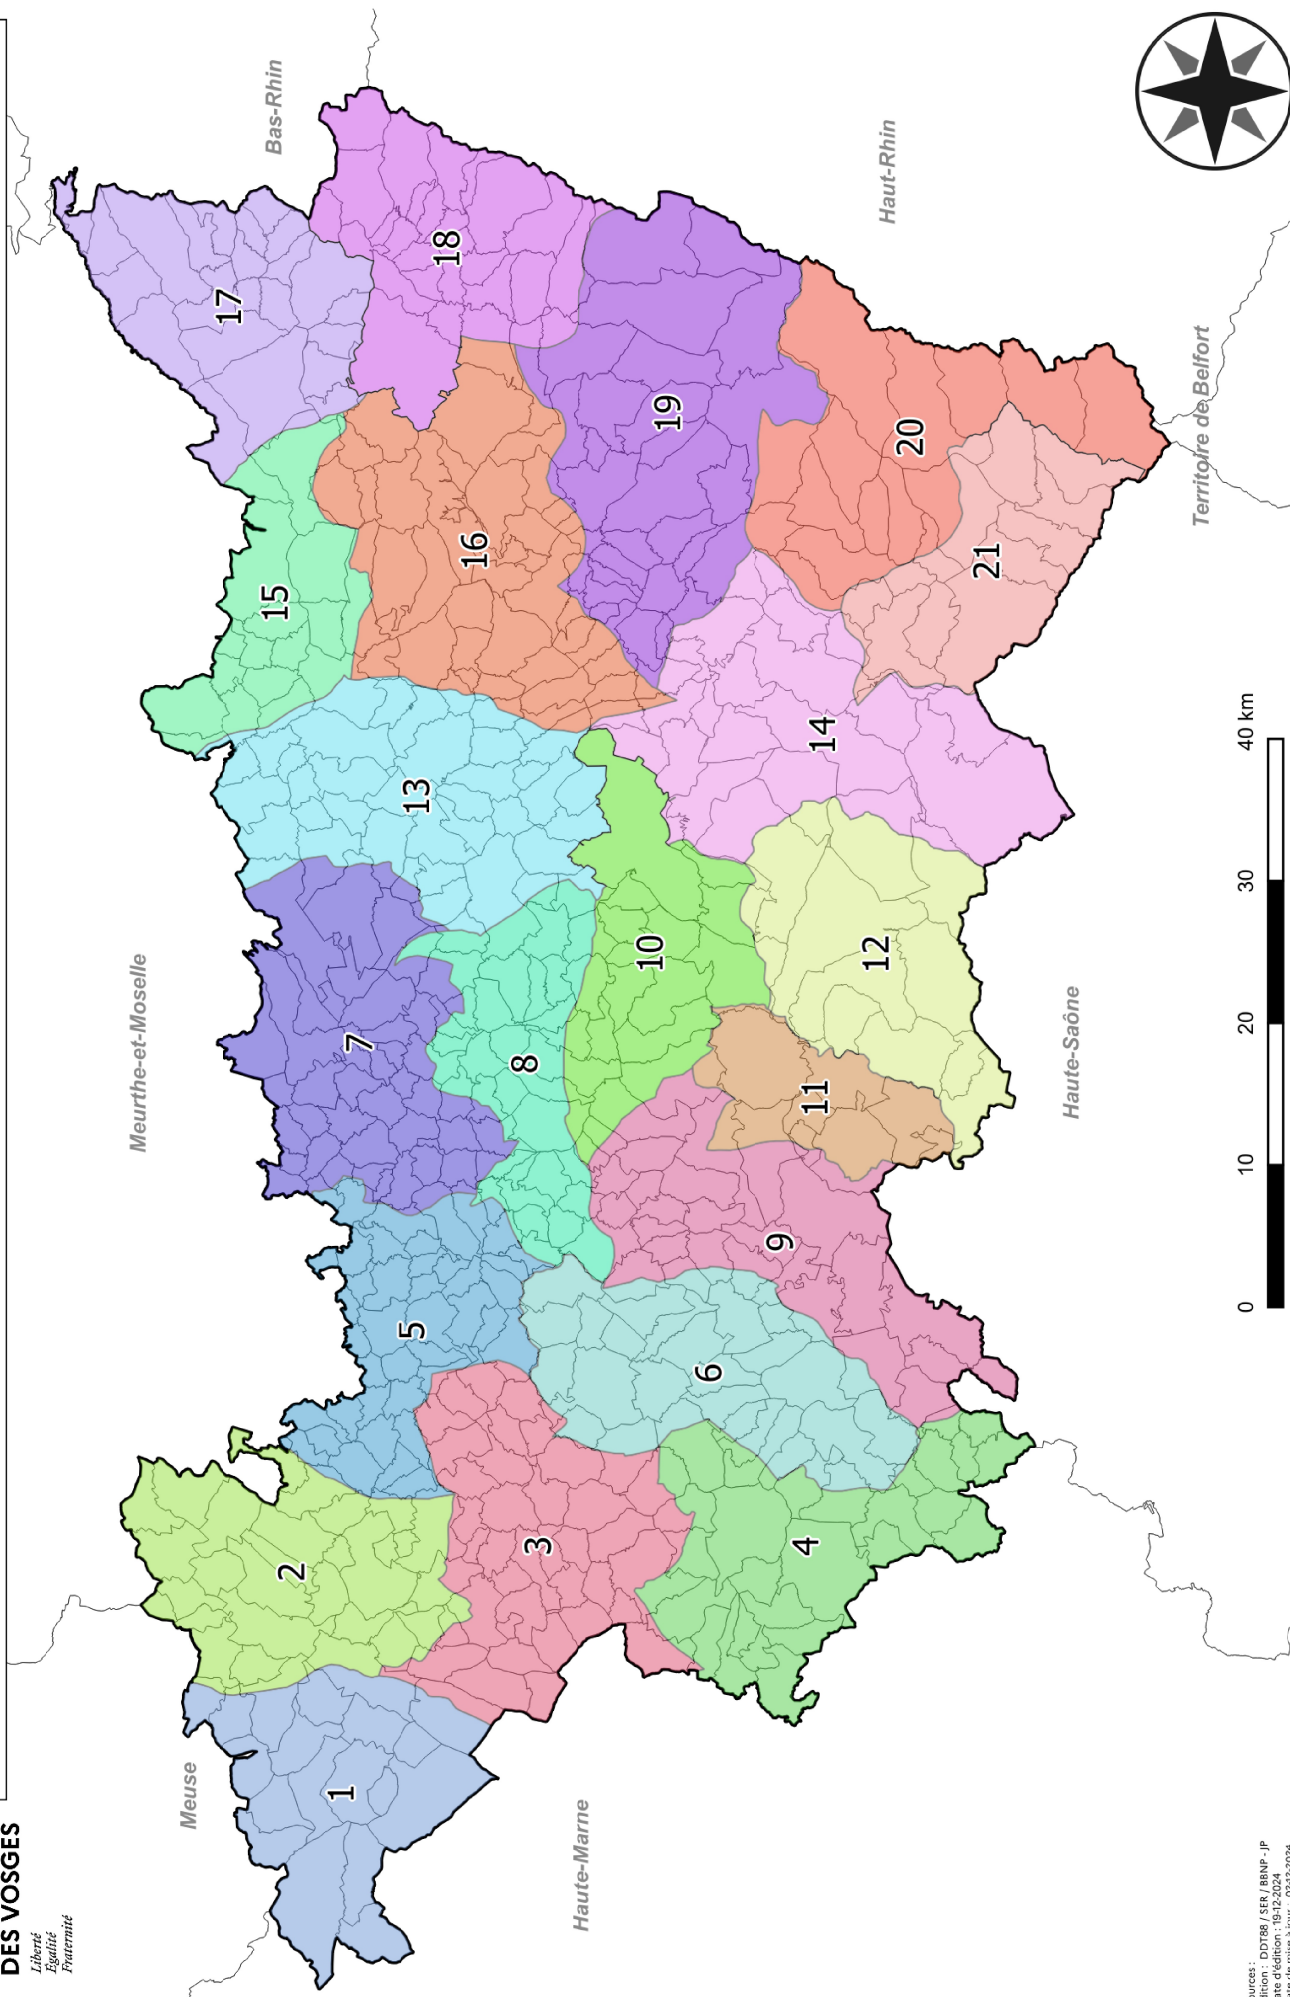 DES VOSGES
Liberté
Egalité
Fraternité
Meuse
Meurthe-et-Moselle
Bas-Rhin
Haut-Rhin
Territoire de Belfort
Haute-Saône
Haute-Marne
1
2
3
4
5
6
7
8
9
10
11
12
13
14
15
16
17
18
19
20
21
0 10 20 30 40 km
DDT88 / SER / BBNP - JP
19-12-2024